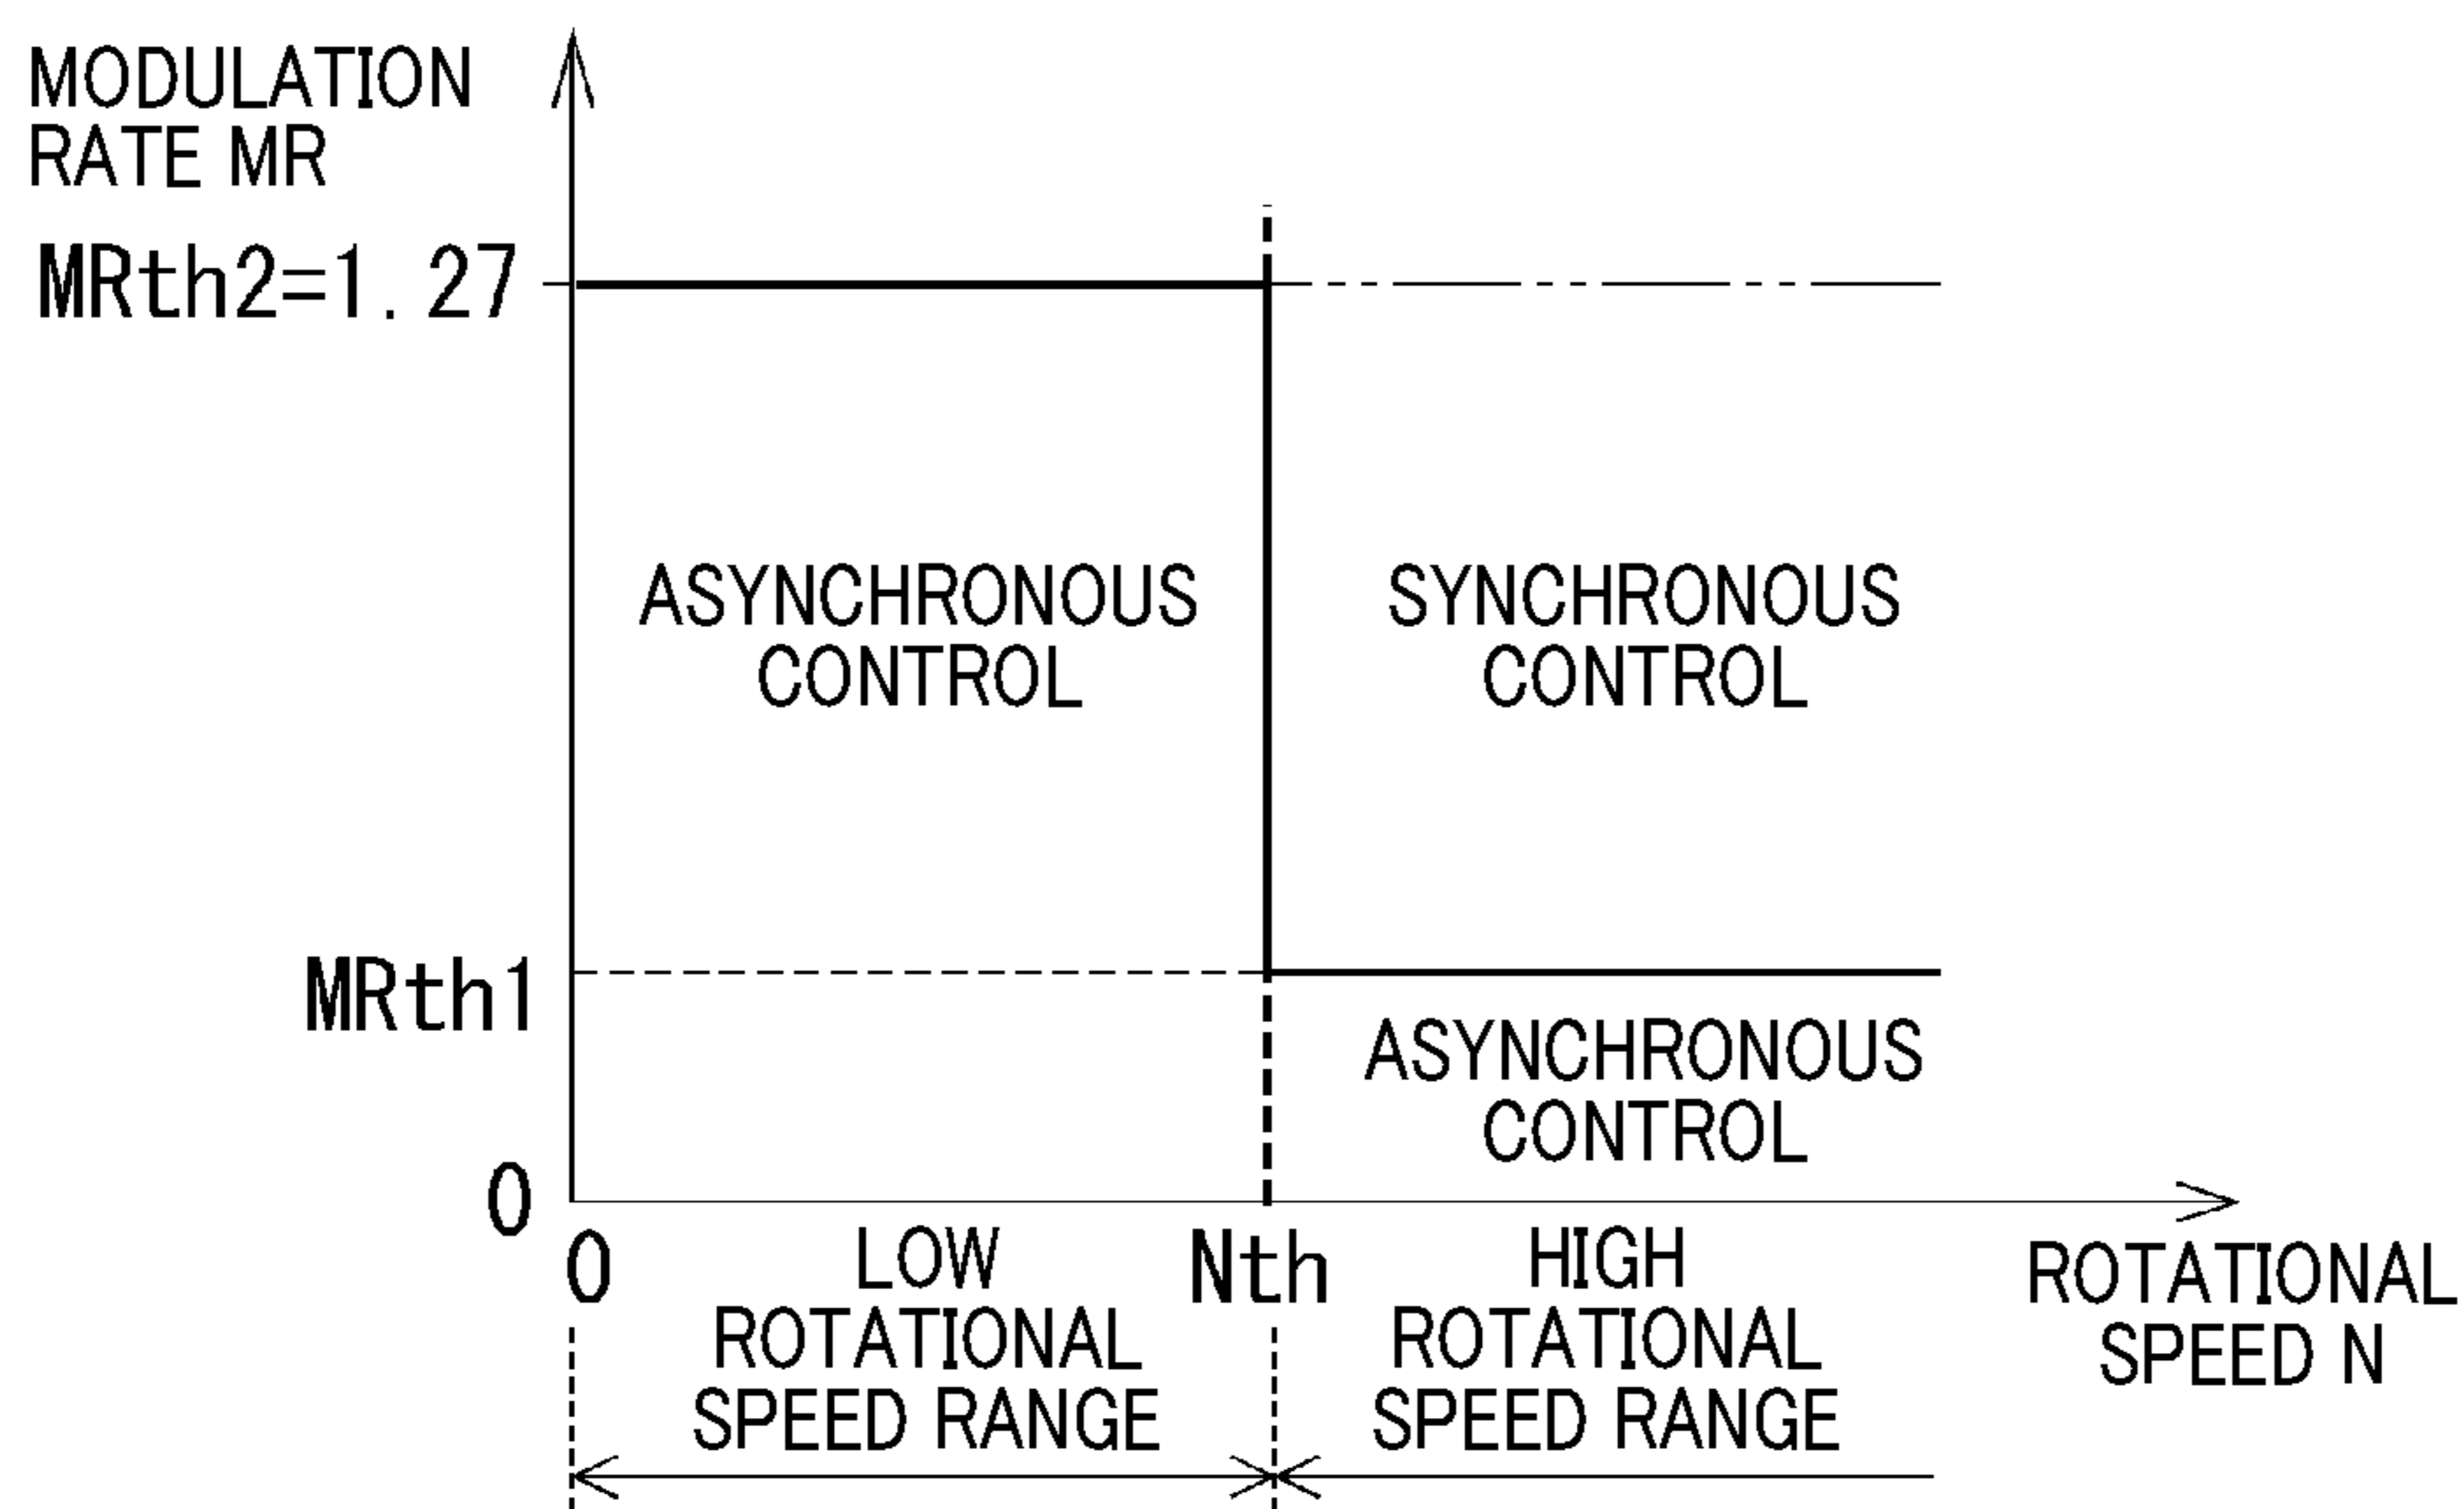 MODULATION
RATE MR
MRth2=1.27
ASYNCHRONOUS
CONTROL
SYNCHRONOUS
CONTROL
MRth1
ASYNCHRONOUS
CONTROL
0
0
LOW
ROTATIONAL
SPEED RANGE
Nth
HIGH
ROTATIONAL
SPEED RANGE
ROTATIONAL
SPEED N